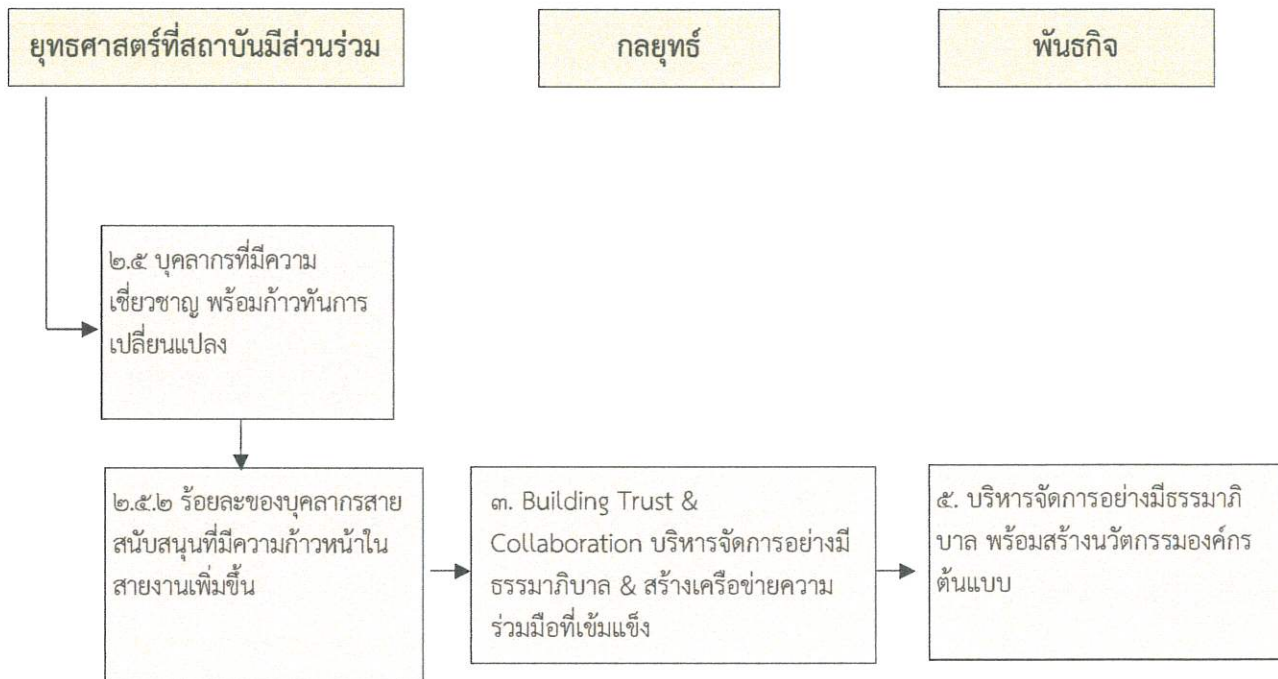 ยุทธศาสตร์ที่สถาบันมีส่วนร่วม
กลยุทธ์
พันธกิจ
๒.๕ บุคลากรที่มีความ
เชี่ยวชาญ พร้อมก้าวทันการ
เปลี่ยนแปลง
๒.๕.๒ ร้อยละของบุคลากรสาย
สนับสนุนที่มีความก้าวหน้าใน
สายงานเพิ่มขึ้น
๓. Building Trust &
Collaboration บริหารจัดการอย่างมี
ธรรมาภิบาล & สร้างเครือข่ายความ
ร่วมมือที่เข้มแข็ง
๕. บริหารจัดการอย่างมีธรรมาภิ
บาล พร้อมสร้างนวัตกรรมองค์กร
ต้นแบบ